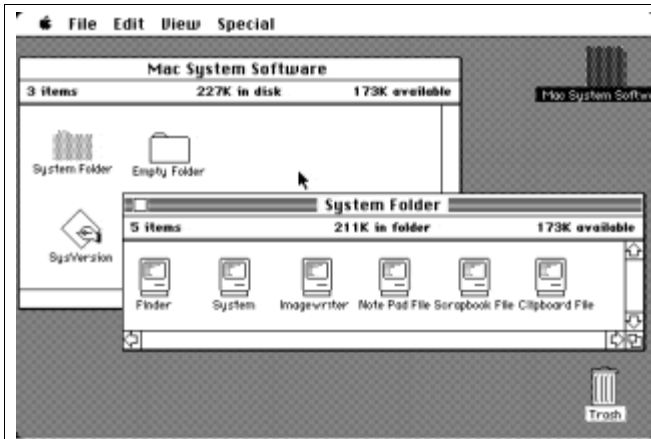 File Edit View Special
Mac System Software
3 items 227K in disk 173K available
Mac System Softw
System Folder
Empty Folder
SysVersion
System Folder
5 items 211K in folder 173K available
Finder System Imagewriter Note Pad File Scrapbook File Clipboard File
Trash